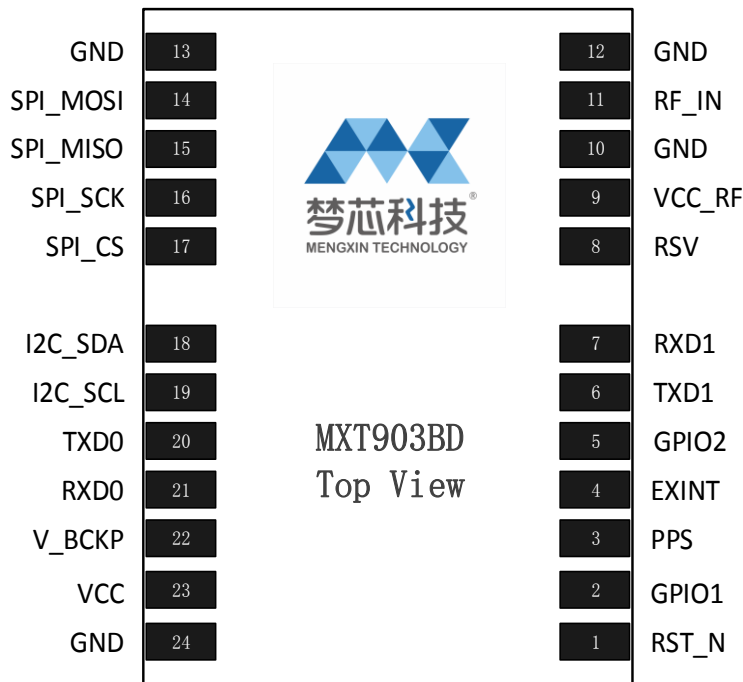 GND 13 12 GND
SPI_MOSI 14 11 RF_IN
SPI_MISO 15 10 GND
SPI_SCK 16 9 VCC_RF
SPI_CS 17 8 RSV
梦芯科技®
MENGXIN TECHNOLOGY
I2C_SDA 18 7 RXD1
I2C_SCL 19 6 TXD1
TXD0 20 5 GPIO2
RXD0 21 4 EXINT
V_BCKP 22 3 PPS
VCC 23 2 GPIO1
GND 24 1 RST_N
MXT903BD
Top View